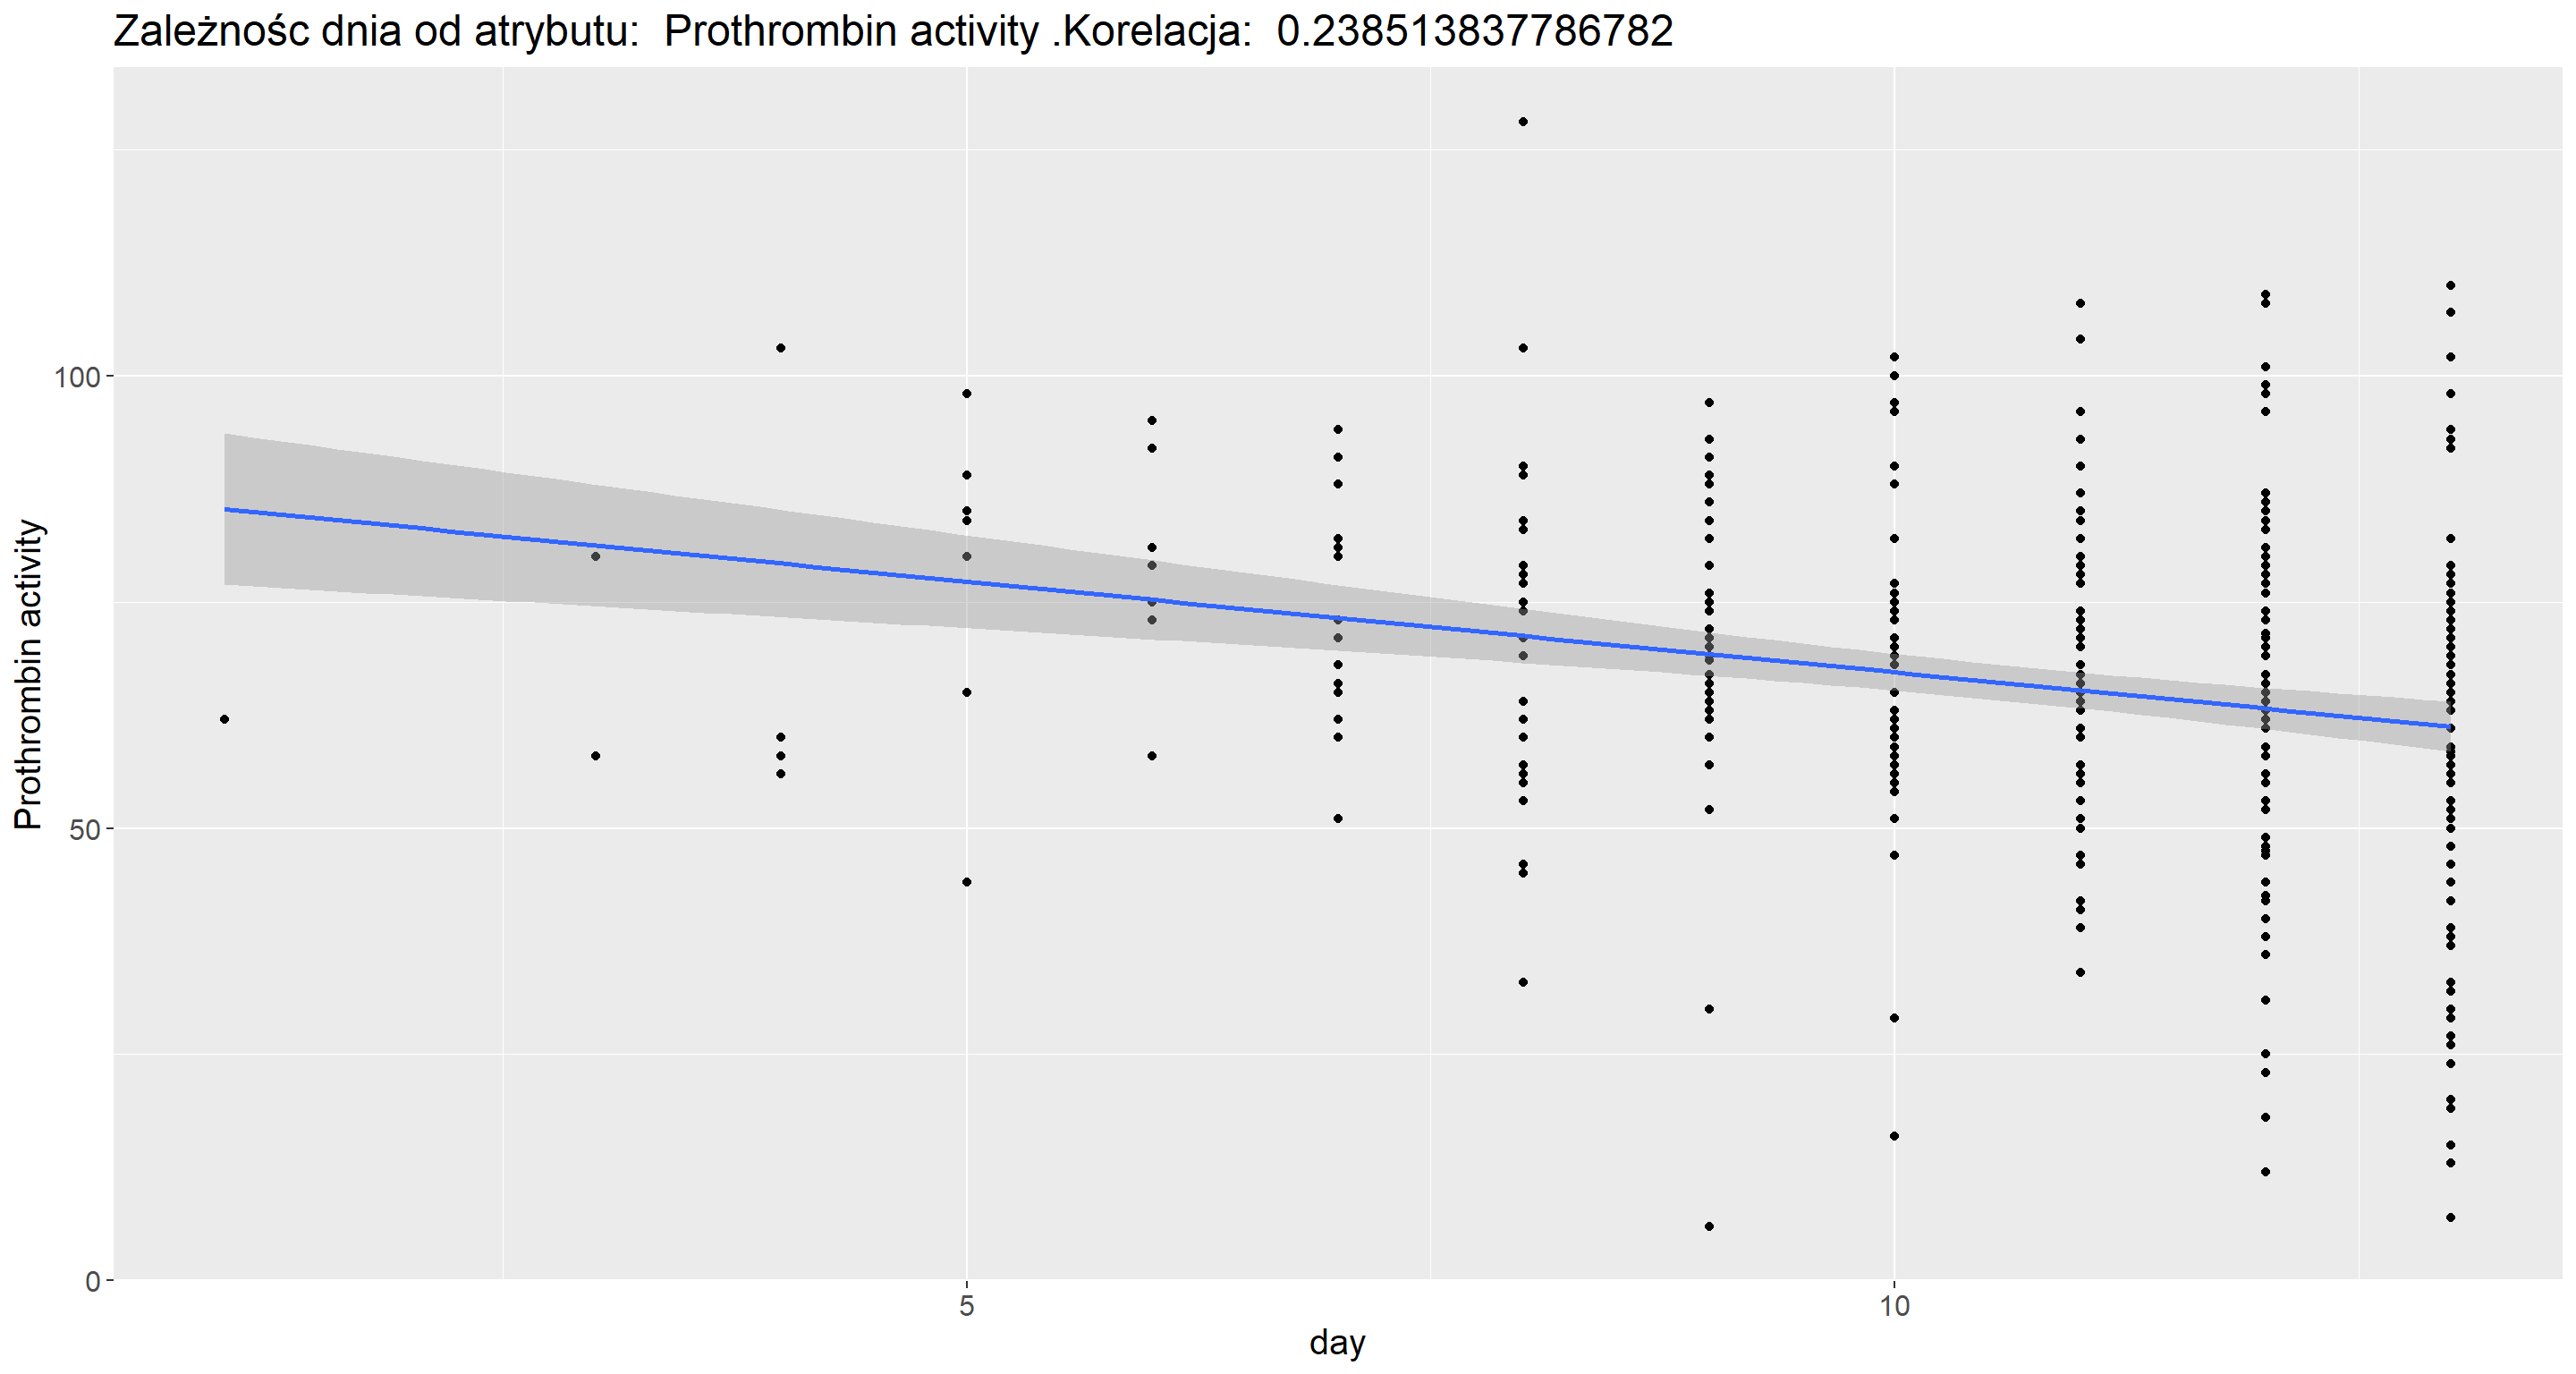 Zależnośc dnia od atrybutu:  Prothrombin activity .Korelacja:  0.238513837786782
Prothrombin activity
100
50
0
5
10
day